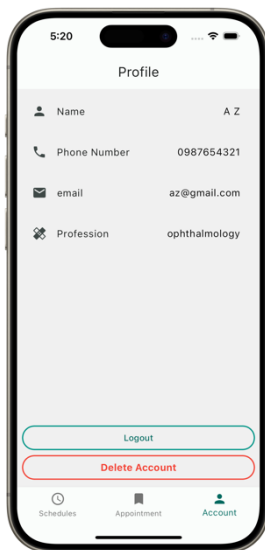 5:20
Profile
Name A Z
Phone Number 0987654321
email az@gmail.com
Profession ophthalmology
Logout
Delete Account
Schedules Appointment Account